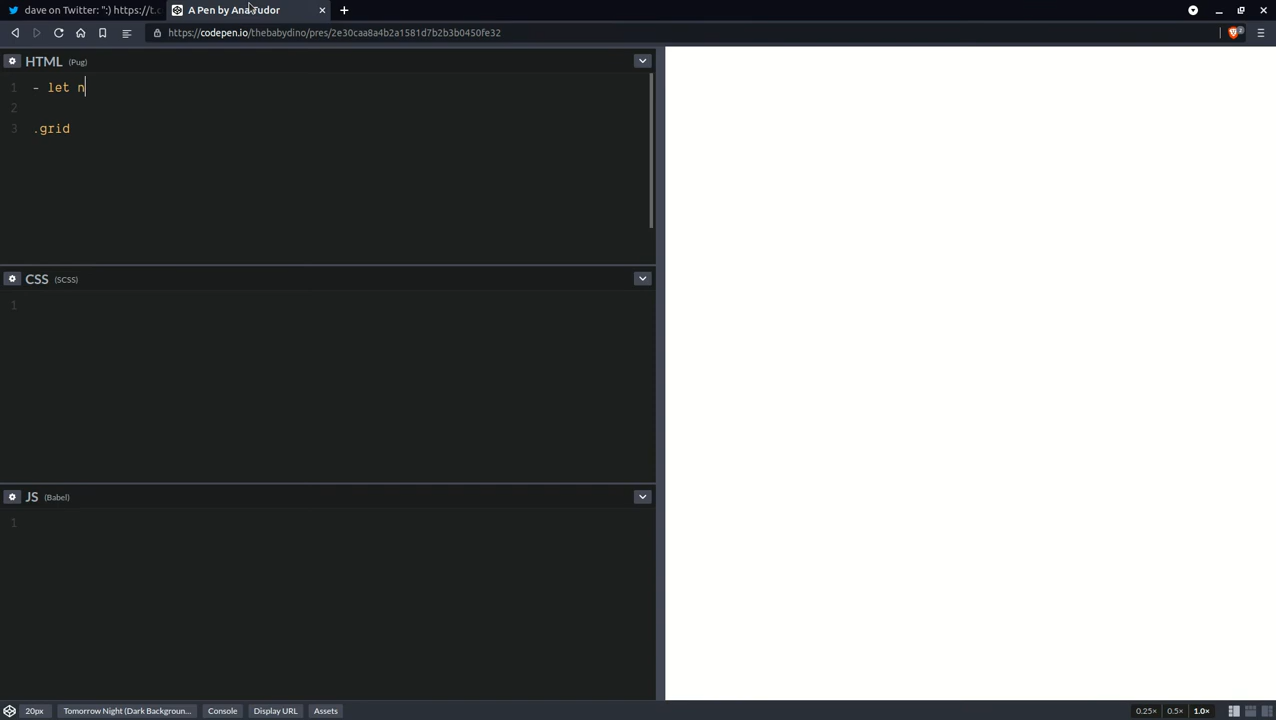 dave on Twitter: ";) https://t.c
A Pen by Ana Tudor
https://codepen.io/thebabydino/pres/2e30caa8a4b2a1581d7b2b3b0450fe32
2
HTML (Pug)
1 - let n
2
3 .grid
CSS (SCSS)
1
JS (Babel)
1
20px
Tomorrow Night (Dark Backgroun...
Console
Display URL
Assets
0.25×
0.5×
1.0×